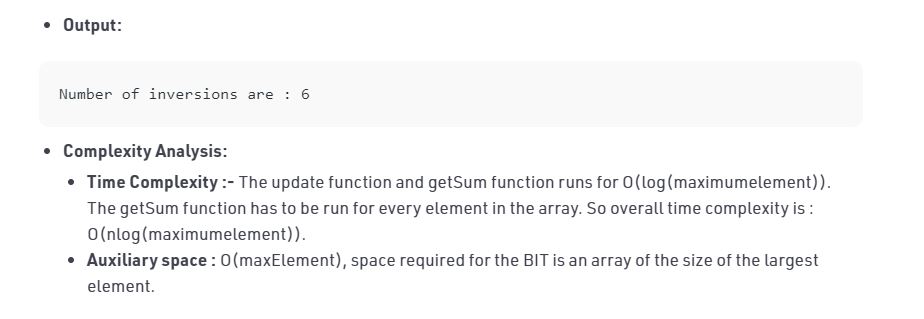 • Output:
Number of inversions are : 6
• Complexity Analysis:
• Time Complexity :- The update function and getSum function runs for O(log(maximumelement)).
The getSum function has to be run for every element in the array. So overall time complexity is :
O(nlog(maximumelement)).
• Auxiliary space : O(maxElement), space required for the BIT is an array of the size of the largest
element.